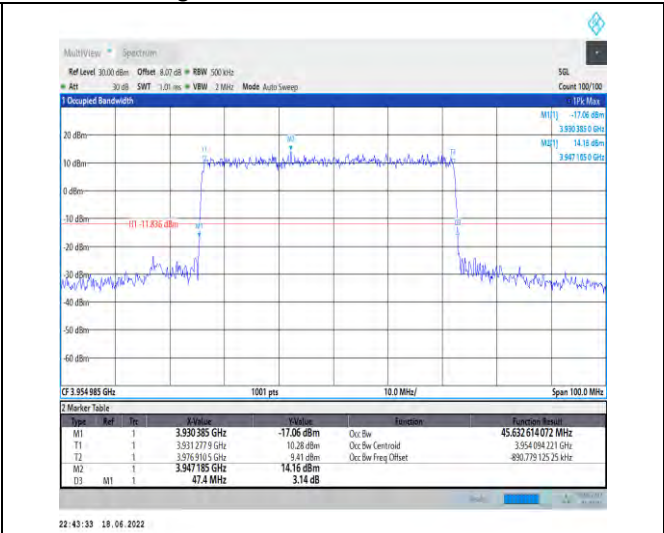 MultiView Spectrum
Ref Level 30.00 dBm Offset 8.07 dB RBW 500 kHz SGL
Att 30 dB SWT 1.01 ms VBW 2 MHz Mode Auto Sweep Count 100/100
1 Occupied Bandwidth 1Pk Max
M1[1] -17.06 dBm
3.930 385 0 GHz
M2[1] 14.16 dBm
3.947 185 0 GHz
20 dBm
M2
T1 T2
10 dBm
0 dBm
-10 dBm
H1 -11.836 dBm M1 D3
-20 dBm
-30 dBm
-40 dBm
-50 dBm
-60 dBm
CF 3.954 985 GHz 1001 pts 10.0 MHz/ Span 100.0 MHz
2 Marker Table
Type Ref Trc X-Value Y-Value Function Function Result
M1 1 3.930 385 GHz -17.06 dBm Occ Bw 45.632 614 072 MHz
T1 1 3.931 277 9 GHz 10.28 dBm Occ Bw Centroid 3.954 094 221 GHz
T2 1 3.976 910 5 GHz 9.41 dBm Occ Bw Freq Offset -890.779 125 25 kHz
M2 1 3.947 185 GHz 14.16 dBm
D3 M1 1 47.4 MHz 3.14 dB
22:43:33 18.06.2022